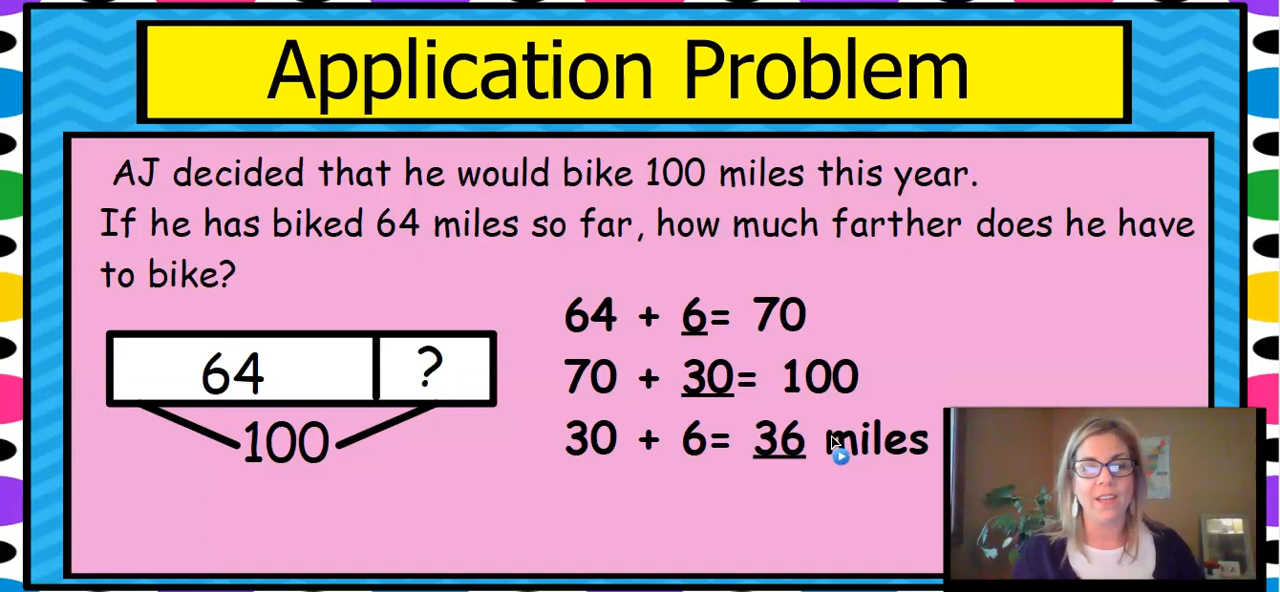 Application Problem
AJ decided that he would bike 100 miles this year.
If he has biked 64 miles so far, how much farther does he have
to bike?
64 + 6= 70
64 ?
70 + 30= 100
100
30 + 6= 36 miles